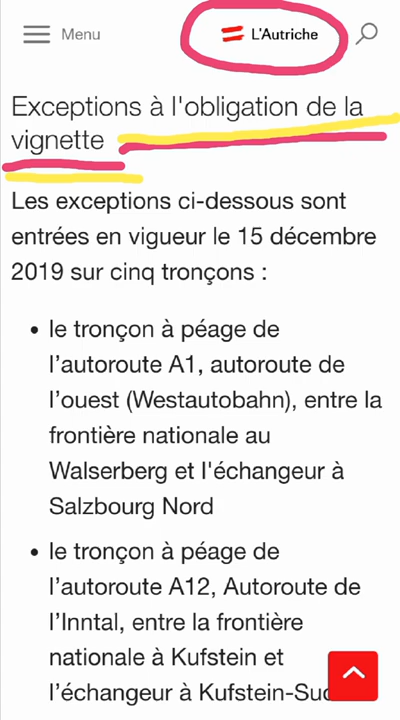 Menu
L'Autriche
Exceptions à l'obligation de la
vignette
Les exceptions ci-dessous sont
entrées en vigueur le 15 décembre
2019 sur cinq tronçons :
• le tronçon à péage de
l’autoroute A1, autoroute de
l’ouest (Westautobahn), entre la
frontière nationale au
Walserberg et l'échangeur à
Salzbourg Nord
• le tronçon à péage de
l’autoroute A12, Autoroute de
l’Inntal, entre la frontière
nationale à Kufstein et
l’échangeur à